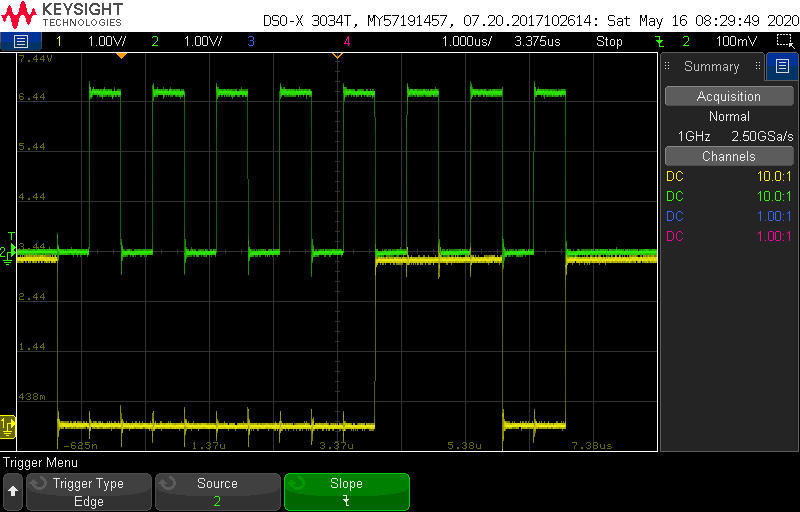 KEYSIGHT
TECHNOLOGIES
DSO-X 3034T, MY57191457, 07.20.2017102614: Sat May 16 08:29:49 2020
1 1.00V/ 2 1.00V/ 3 4 1.000us/ 3.375us Stop 2 100mV
7.44V
6.44
5.44
4.44
T
3.44
2
2.44
1.44
438m
1
-625n 1.37u 3.37u 5.38u 7.38us
Summary
Acquisition
Normal
1GHz 2.50GSa/s
Channels
DC 10.0:1
DC 10.0:1
DC 1.00:1
DC 1.00:1
Trigger Menu
Trigger Type
Edge
Source
2
Slope